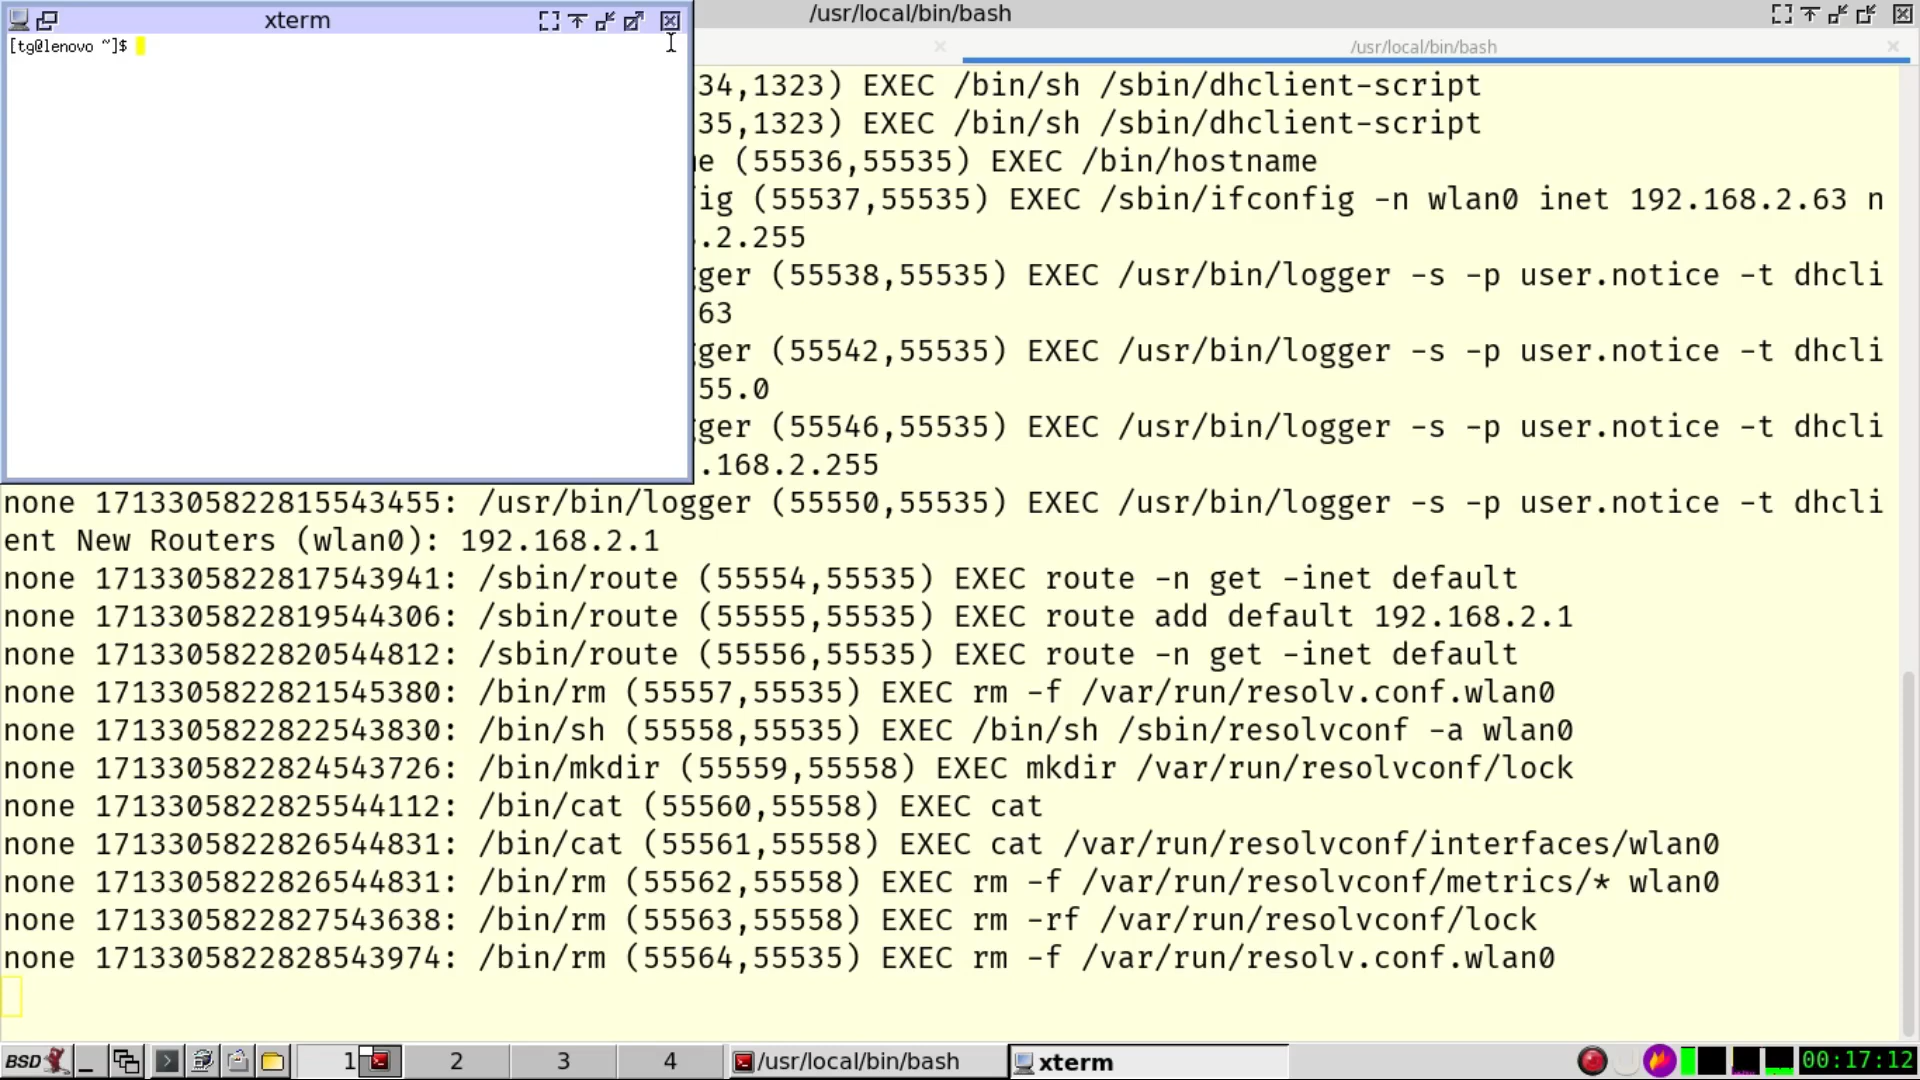 xterm
[tg@lenovo ~]$
/usr/local/bin/bash
/usr/local/bin/bash
34,1323) EXEC /bin/sh /sbin/dhclient-script
35,1323) EXEC /bin/sh /sbin/dhclient-script
e (55536,55535) EXEC /bin/hostname
ig (55537,55535) EXEC /sbin/ifconfig -n wlan0 inet 192.168.2.63 n
.2.255
ger (55538,55535) EXEC /usr/bin/logger -s -p user.notice -t dhcli
63
ger (55542,55535) EXEC /usr/bin/logger -s -p user.notice -t dhcli
55.0
ger (55546,55535) EXEC /usr/bin/logger -s -p user.notice -t dhcli
.168.2.255
none 1713305822815543455: /usr/bin/logger (55550,55535) EXEC /usr/bin/logger -s -p user.notice -t dhcli
ent New Routers (wlan0): 192.168.2.1
none 1713305822817543941: /sbin/route (55554,55535) EXEC route -n get -inet default
none 1713305822819544306: /sbin/route (55555,55535) EXEC route add default 192.168.2.1
none 1713305822820544812: /sbin/route (55556,55535) EXEC route -n get -inet default
none 1713305822821545380: /bin/rm (55557,55535) EXEC rm -f /var/run/resolv.conf.wlan0
none 1713305822822543830: /bin/sh (55558,55535) EXEC /bin/sh /sbin/resolvconf -a wlan0
none 1713305822824543726: /bin/mkdir (55559,55558) EXEC mkdir /var/run/resolvconf/lock
none 1713305822825544112: /bin/cat (55560,55558) EXEC cat
none 1713305822826544831: /bin/cat (55561,55558) EXEC cat /var/run/resolvconf/interfaces/wlan0
none 1713305822826544831: /bin/rm (55562,55558) EXEC rm -f /var/run/resolvconf/metrics/* wlan0
none 1713305822827543638: /bin/rm (55563,55558) EXEC rm -rf /var/run/resolvconf/lock
none 1713305822828543974: /bin/rm (55564,55535) EXEC rm -f /var/run/resolv.conf.wlan0
BSD 1 2 3 4 /usr/local/bin/bash xterm 00:17:12